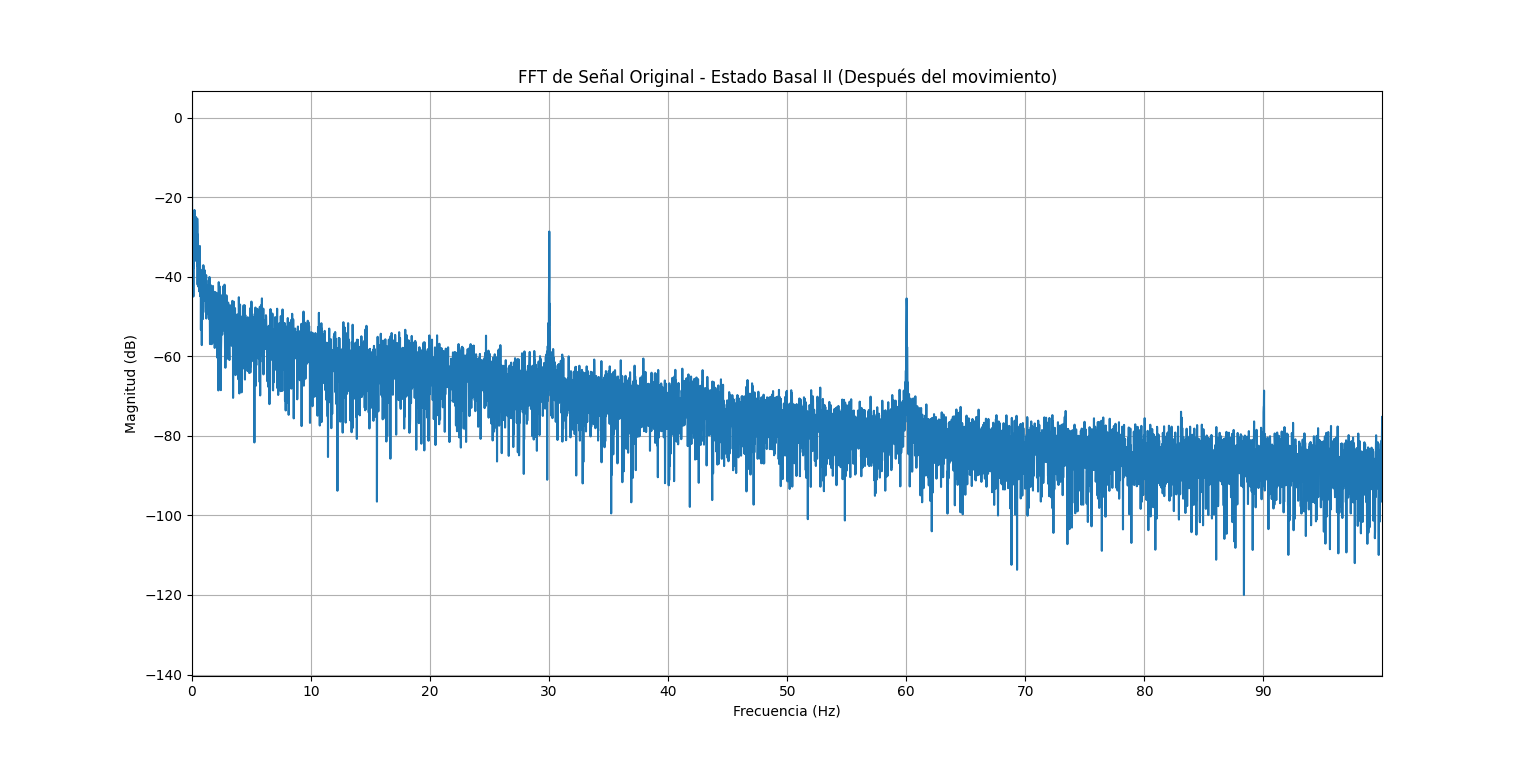 FFT de Señal Original - Estado Basal II (Después del movimiento)
0
−20
−40
−60
−80
−100
−120
−140
Magnitud (dB)
0 10 20 30 40 50 60 70 80 90
Frecuencia (Hz)